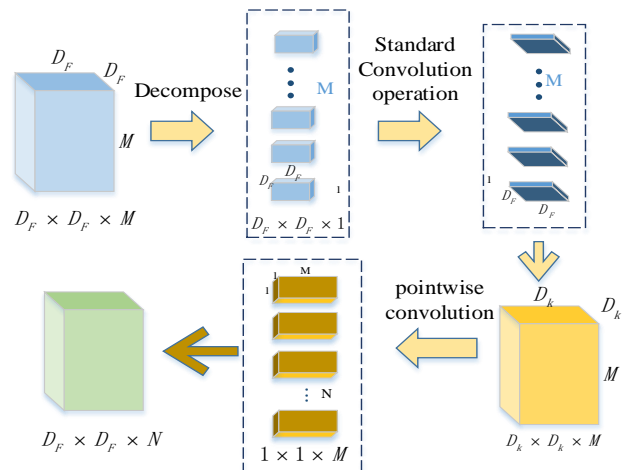 D_F
D_F
M
D_F × D_F × M
Decompose
M
D_F
D_F
1
D_F × D_F × 1
Standard
Convolution
operation
M
1
D_F
D_F
D_k
D_k
M
D_k × D_k × M
pointwise
convolution
1
M
1
N
1 × 1 × M
D_F × D_F × N